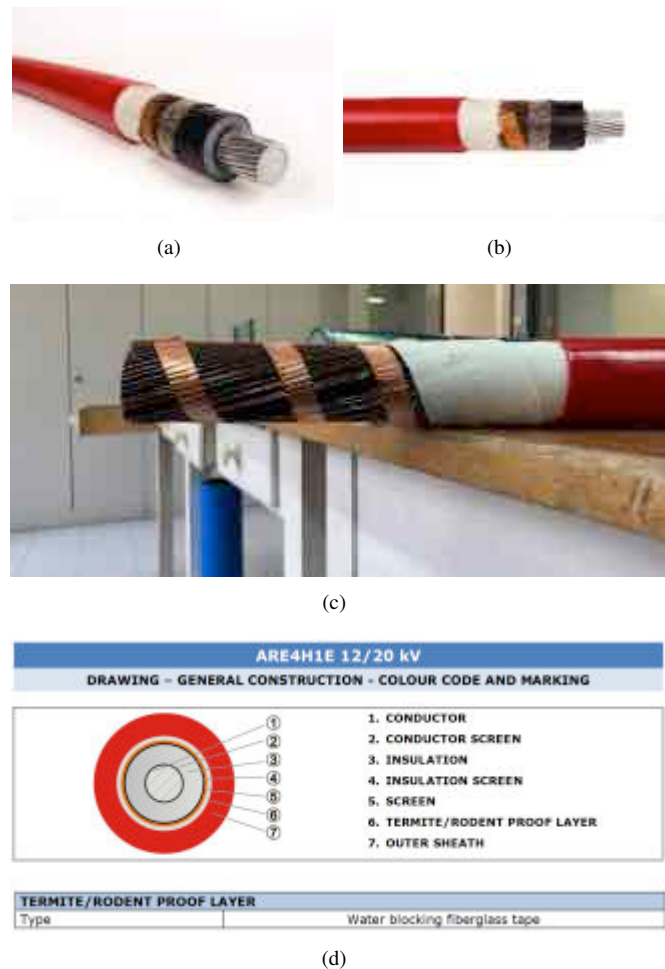 (a)
(b)
(c)
ARE4H1E 12/20 kV
DRAWING – GENERAL CONSTRUCTION - COLOUR CODE AND MARKING
1
2
3
4
5
6
7
1. CONDUCTOR
2. CONDUCTOR SCREEN
3. INSULATION
4. INSULATION SCREEN
5. SCREEN
6. TERMITE/RODENT PROOF LAYER
7. OUTER SHEATH
TERMITE/RODENT PROOF LAYER
Type Water blocking fiberglass tape
(d)